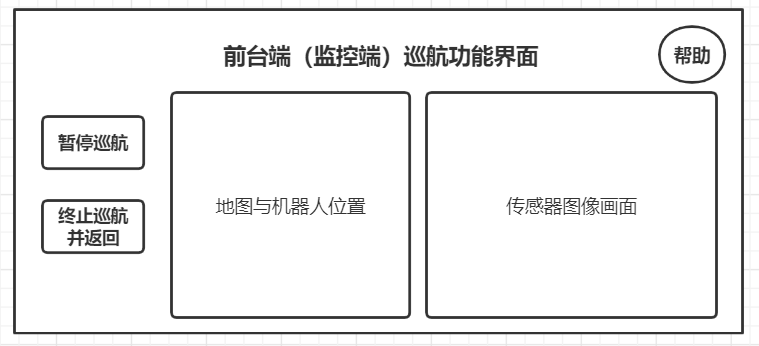 前台端（监控端）巡航功能界面
帮助
暂停巡航
终止巡航
并返回
地图与机器人位置
传感器图像画面